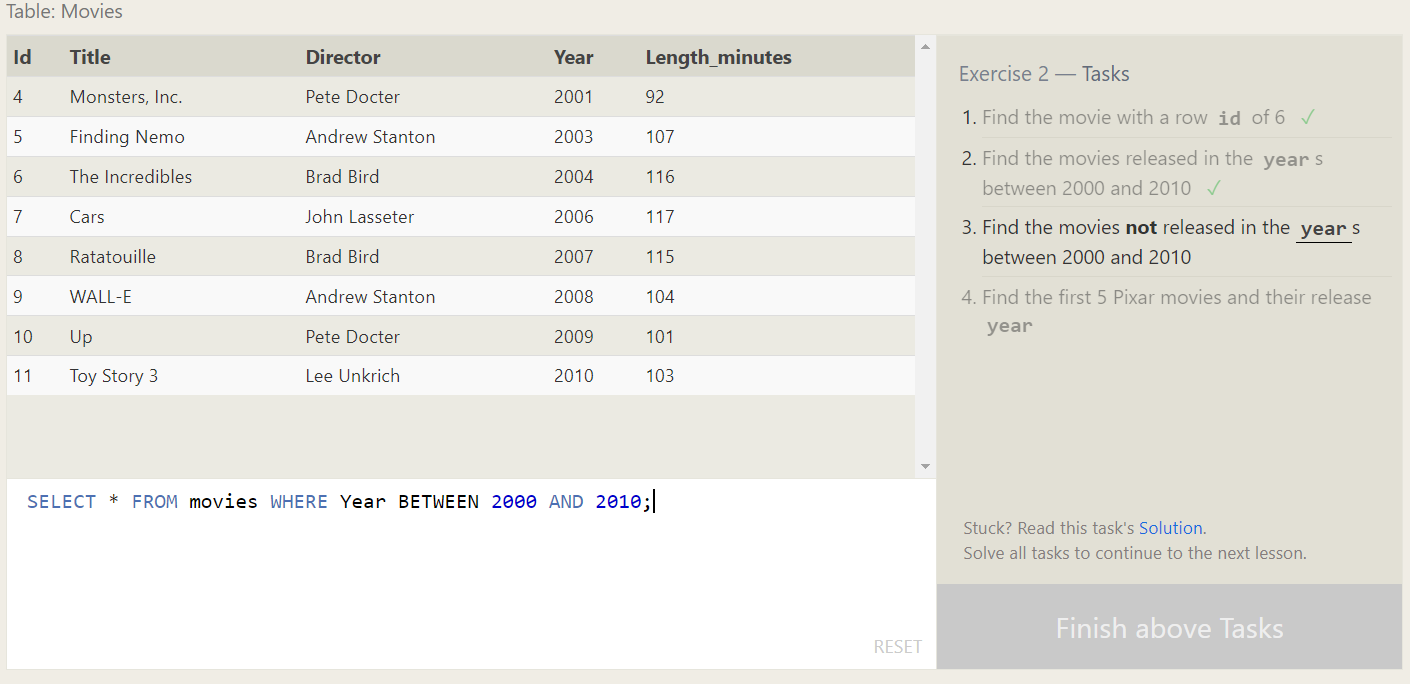 Table: Movies
Id Title Director Year Length_minutes
4 Monsters, Inc. Pete Docter 2001 92
5 Finding Nemo Andrew Stanton 2003 107
6 The Incredibles Brad Bird 2004 116
7 Cars John Lasseter 2006 117
8 Ratatouille Brad Bird 2007 115
9 WALL-E Andrew Stanton 2008 104
10 Up Pete Docter 2009 101
11 Toy Story 3 Lee Unkrich 2010 103
SELECT * FROM movies WHERE Year BETWEEN 2000 AND 2010;
RESET
Exercise 2 — Tasks
1. Find the movie with a row id of 6 ✓
2. Find the movies released in the year s
between 2000 and 2010 ✓
3. Find the movies not released in the year s
between 2000 and 2010
4. Find the first 5 Pixar movies and their release
year
Stuck? Read this task's Solution.
Solve all tasks to continue to the next lesson.
Finish above Tasks